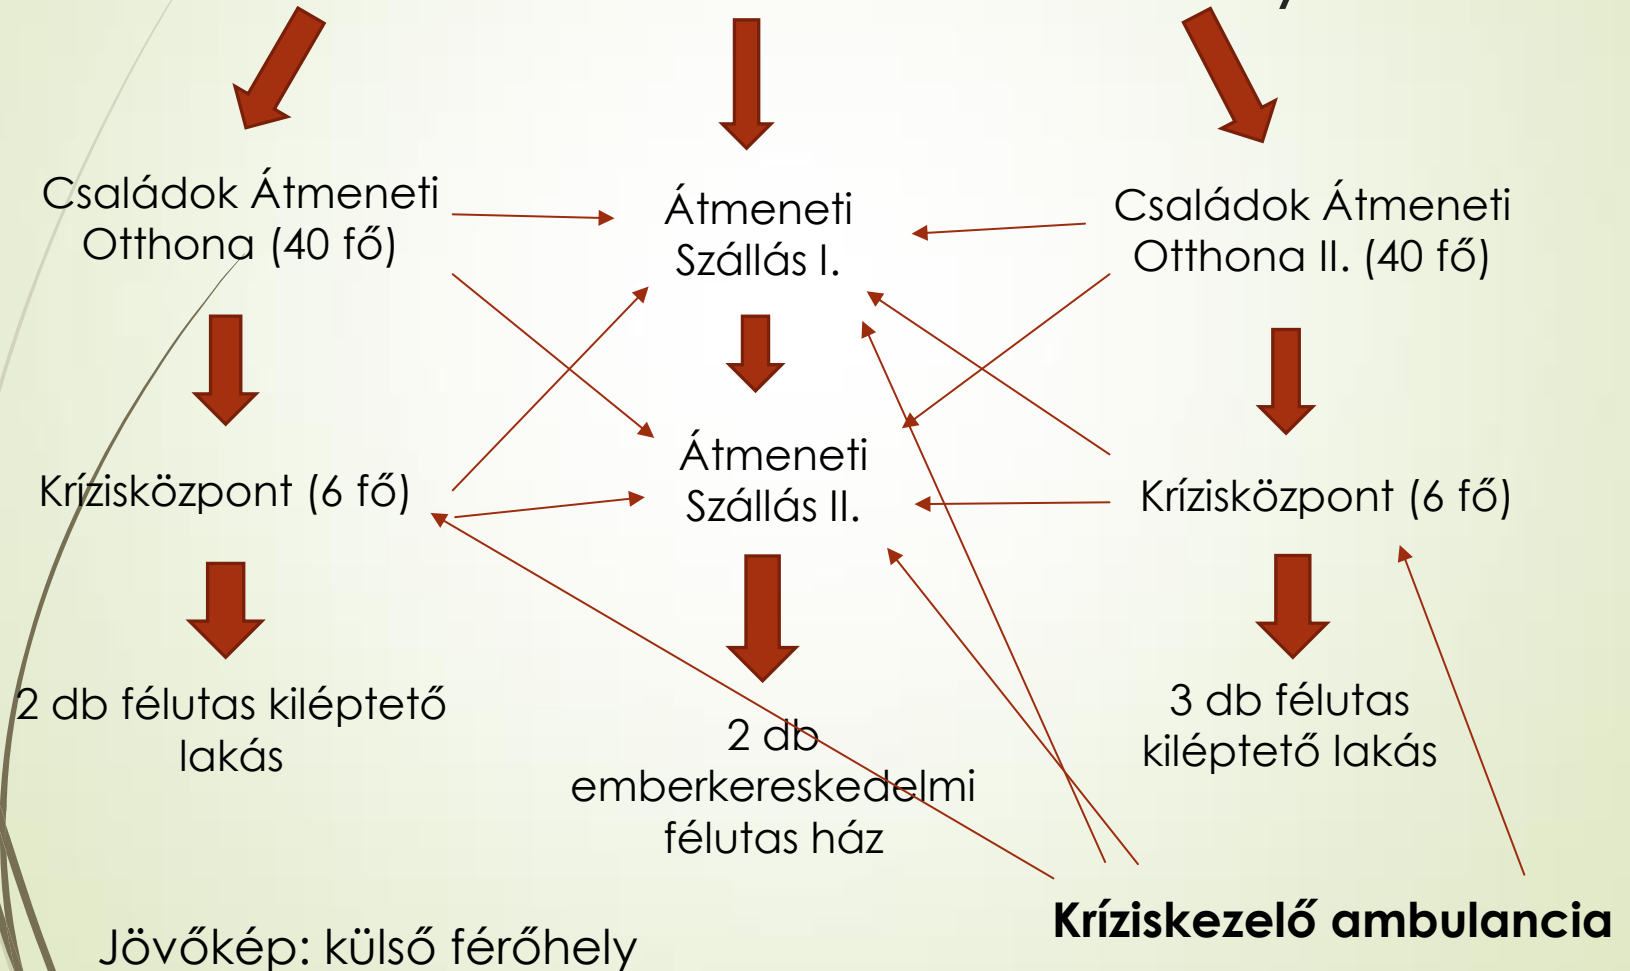 Családok Átmeneti
Otthona (40 fő)
Átmeneti
Szállás I.
Családok Átmeneti
Otthona II. (40 fő)
Krízisközpont (6 fő)
Átmeneti
Szállás II.
Krízisközpont (6 fő)
2 db félutas kiléptető
lakás
2 db
emberkereskedelmi
félutas ház
3 db félutas
kiléptető lakás
Kríziskezelő ambulancia
Jövőkép: külső férőhely